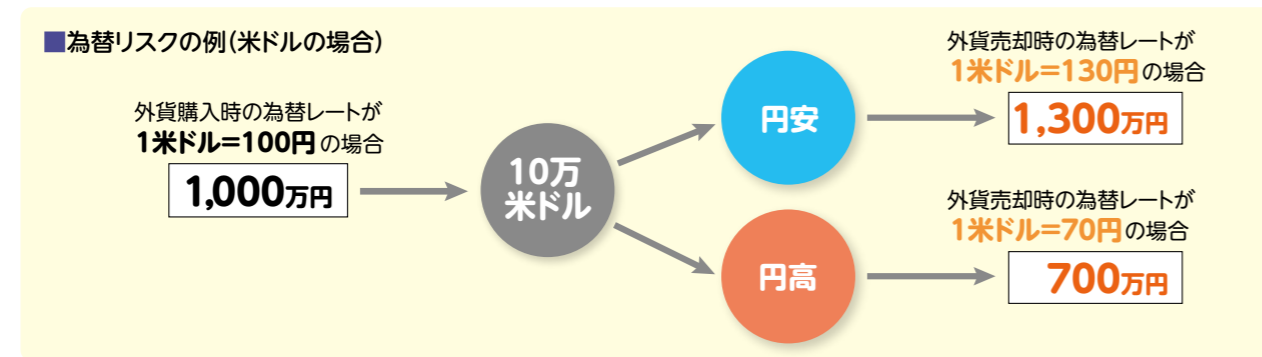 ■為替リスクの例(米ドルの場合)
外貨購入時の為替レートが
1米ドル=100円の場合
1,000万円
10万
米ドル
円安
外貨売却時の為替レートが
1米ドル=130円の場合
1,300万円
円高
外貨売却時の為替レートが
1米ドル=70円の場合
700万円